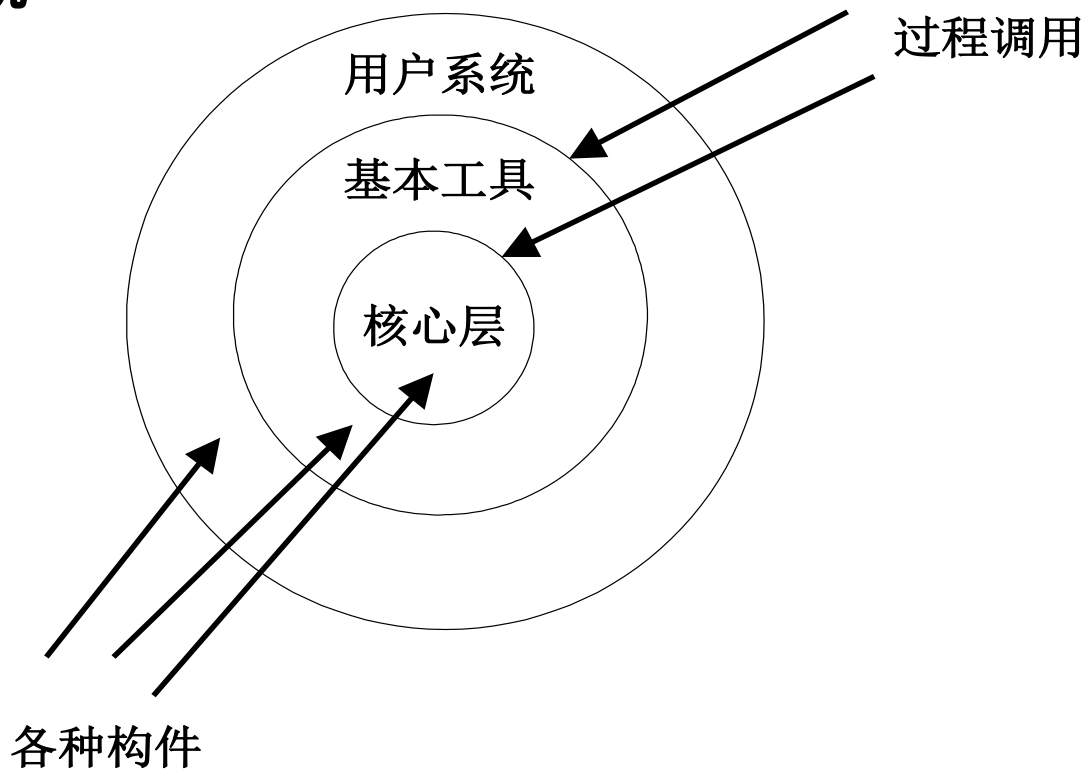 过程调用
用户系统
基本工具
核心层
各种构件